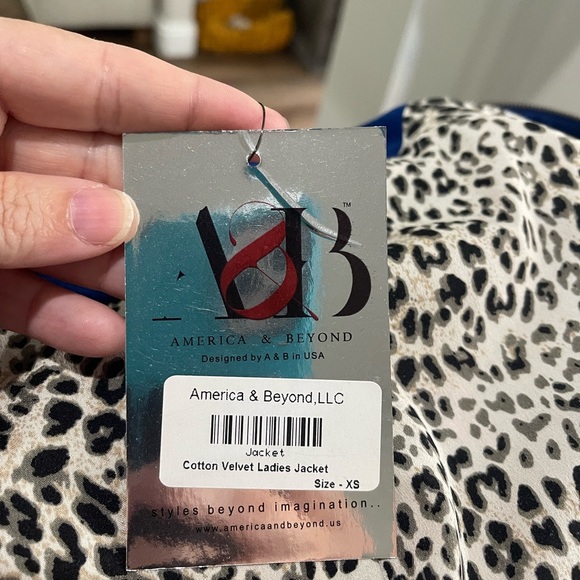 A&B™
AMERICA & BEYOND
Designed by A & B in USA
America & Beyond,LLC
Jacket
Cotton Velvet Ladies Jacket
Size - XS
styles beyond imagination..
www.americaandbeyond.us